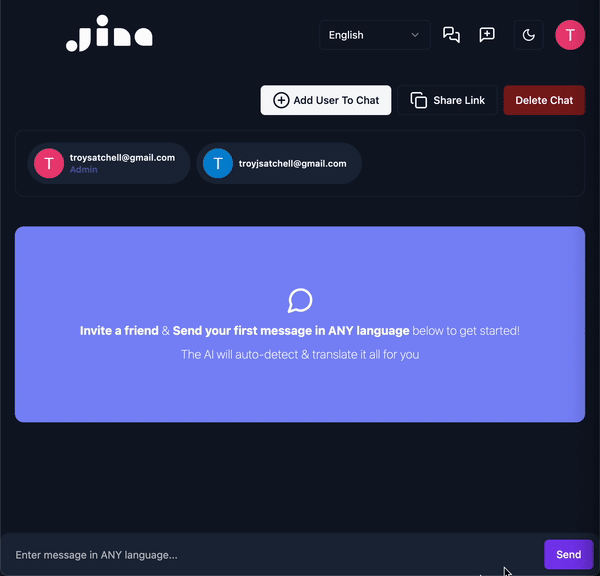 Jina
English
T
Add User To Chat
Share Link
Delete Chat
T
troysatchell@gmail.com
Admin
T
troyjsatchell@gmail.com
Invite a friend & Send your first message in ANY language below to get started!
The AI will auto-detect & translate it all for you
Enter message in ANY language...
Send